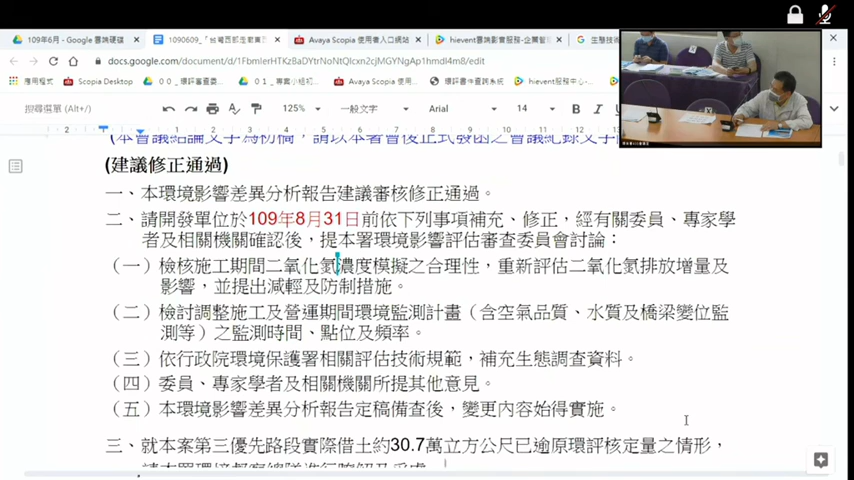 109年6月 - Google 雲端硬碟
1090609_「台灣西部走廊高
Avaya Scopia 使用者入口網站
hievent雲端影音服務-企業智
生態技
docs.google.com/document/d/1FbmlerHTKzBaDYtrNoNtQlcxn2cjMGYNgAp1hmdI4m8/edit
應用程式
Scopia Desktop
００_環評審查委...
０１_專案小組初...
Avaya Scopia 使用...
環評書件查詢系統
hievent服務中心-...
搜尋選單 (Alt+/)
125%
一般文字
Arial
14
B I
(建議修正通過)
一、本環境影響差異分析報告建議審核修正通過。
二、請開發單位於109年8月31日前依下列事項補充、修正，經有關委員、專家學
者及相關機關確認後，提本署環境影響評估審查委員會討論：
（一）檢核施工期間二氧化氮濃度模擬之合理性，重新評估二氧化氮排放增量及
影響，並提出減輕及防制措施。
（二）檢討調整施工及營運期間環境監測計畫（含空氣品質、水質及橋梁變位監
測等）之監測時間、點位及頻率。
（三）依行政院環境保護署相關評估技術規範，補充生態調查資料。
（四）委員、專家學者及相關機關所提其他意見。
（五）本環境影響差異分析報告定稿備查後，變更內容始得實施。
三、就本案第三優先路段實際借土約30.7萬立方公尺已逾原環評核定量之情形，